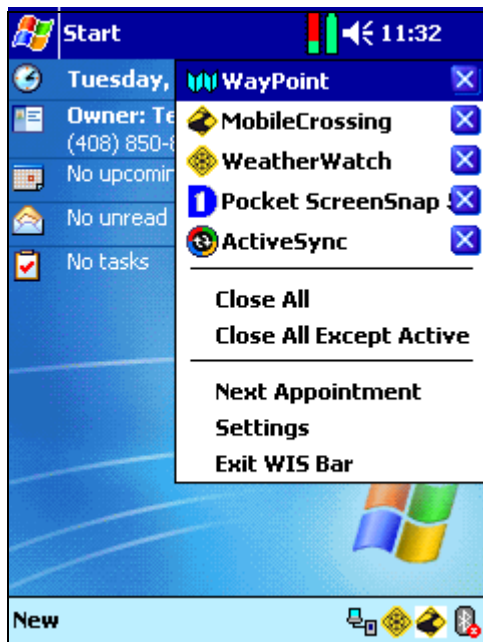 Start 11:32
Tuesday,
Owner: Te
(408) 850-
No upcomin
No unread
No tasks
WayPoint
MobileCrossing
WeatherWatch
Pocket ScreenSnap
ActiveSync
Close All
Close All Except Active
Next Appointment
Settings
Exit WIS Bar
New